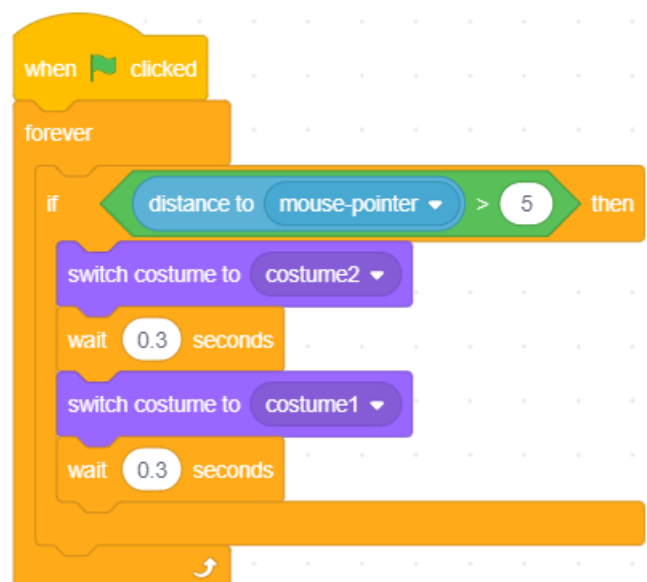 when clicked
forever
if distance to mouse-pointer > 5 then
switch costume to costume2
wait 0.3 seconds
switch costume to costume1
wait 0.3 seconds